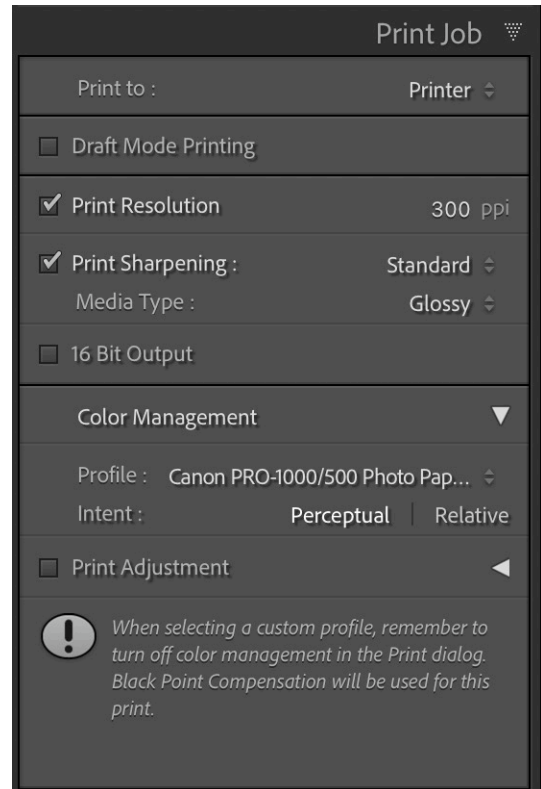 Print Job
Print to : Printer
Draft Mode Printing
Print Resolution 300 ppi
Print Sharpening : Standard
Media Type : Glossy
16 Bit Output
Color Management
Profile : Canon PRO-1000/500 Photo Pap...
Intent : Perceptual Relative
Print Adjustment
When selecting a custom profile, remember to
turn off color management in the Print dialog.
Black Point Compensation will be used for this
print.